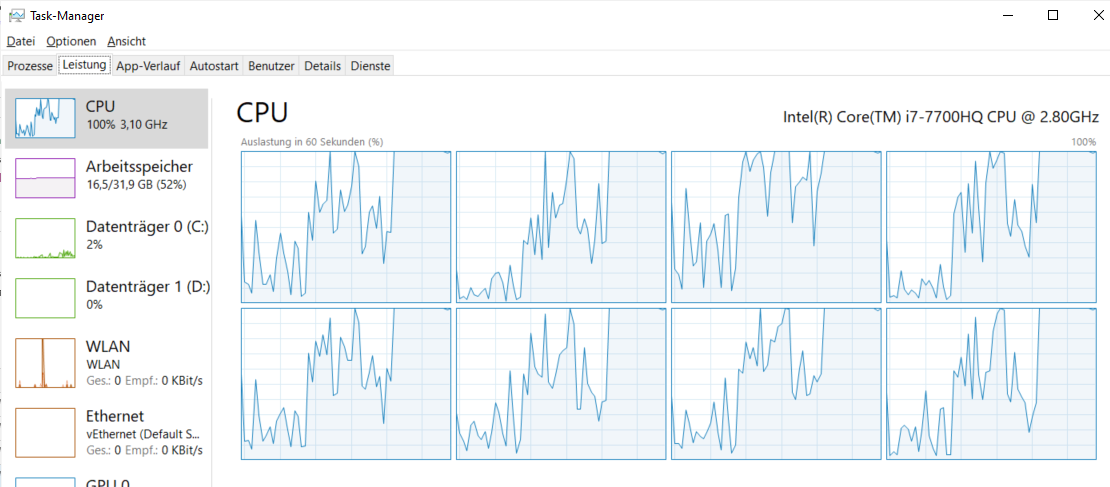 Task-Manager
Datei Optionen Ansicht
Prozesse Leistung App-Verlauf Autostart Benutzer Details Dienste
CPU
100% 3,10 GHz
Arbeitsspeicher
16,5/31,9 GB (52%)
Datenträger 0 (C:)
2%
Datenträger 1 (D:)
0%
WLAN
WLAN
Ges.: 0 Empf.: 0 KBit/s
Ethernet
vEthernet (Default S...
Ges.: 0 Empf.: 0 KBit/s
GPU 0
CPU
Intel(R) Core(TM) i7-7700HQ CPU @ 2.80GHz
Auslastung in 60 Sekunden (%) 100%